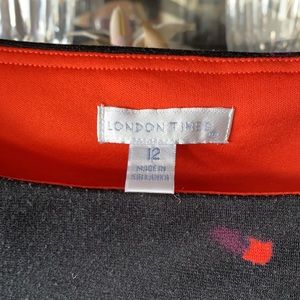 LONDON TIMES
12
MADE IN
SRI LANKA